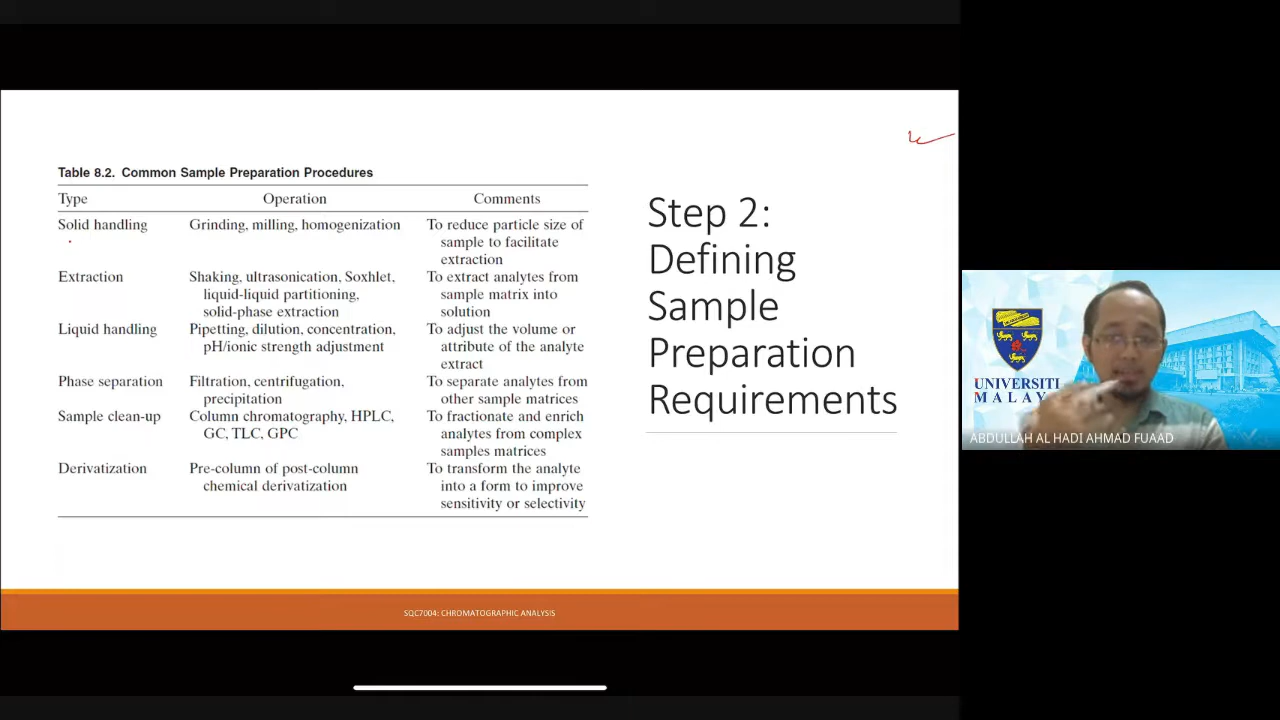 Table 8.2. Common Sample Preparation Procedures
Type Operation Comments
Solid handling Grinding, milling, homogenization To reduce particle size of
sample to facilitate
extraction
Extraction Shaking, ultrasonication, Soxhlet, To extract analytes from
liquid-liquid partitioning, sample matrix into
solid-phase extraction solution
Liquid handling Pipetting, dilution, concentration, To adjust the volume or
pH/ionic strength adjustment attribute of the analyte
extract
Phase separation Filtration, centrifugation, To separate analytes from
precipitation other sample matrices
Sample clean-up Column chromatography, HPLC, To fractionate and enrich
GC, TLC, GPC analytes from complex
samples matrices
Derivatization Pre-column of post-column To transform the analyte
chemical derivatization into a form to improve
sensitivity or selectivity
Step 2:
Defining
Sample
Preparation
Requirements
SQC7004: CHROMATOGRAPHIC ANALYSIS
UNIVERSITI
MALAY
ABDULLAH AL HADI AHMAD FUAAD